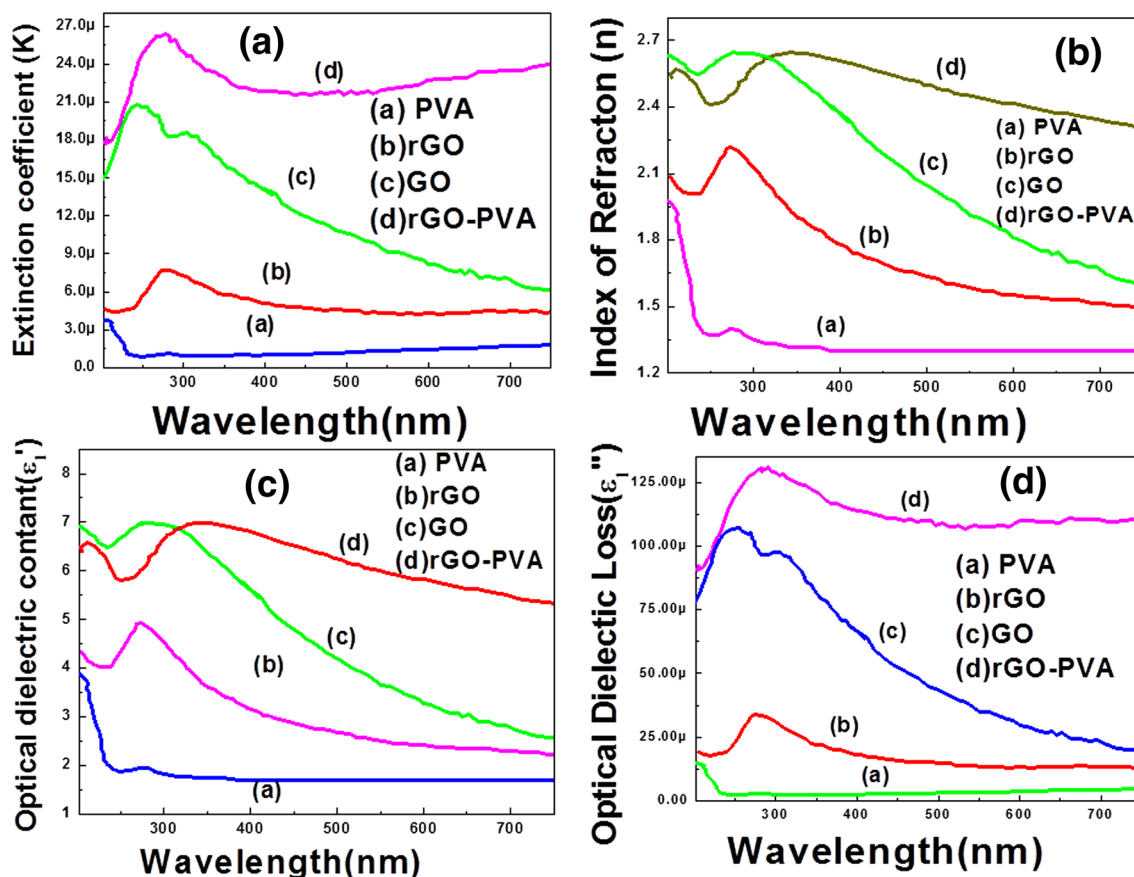 (a)
Extinction coefficient (K)
27.0µ
24.0µ
21.0µ
18.0µ
15.0µ
12.0µ
9.0µ
6.0µ
3.0µ
0.0
(d)
(c)
(b)
(a)
(a) PVA
(b)rGO
(c)GO
(d)rGO-PVA
300 400 500 600 700
Wavelength(nm)
(b)
Index of Refracton (n)
2.7
2.4
2.1
1.8
1.5
1.2
(d)
(c)
(b)
(a)
(a) PVA
(b)rGO
(c)GO
(d)rGO-PVA
300 400 500 600 700
Wavelength(nm)
(c)
Optical dielectric contant(ε₁')
8
7
6
5
4
3
2
1
(a) PVA
(b)rGO
(c)GO
(d)rGO-PVA
(d)
(c)
(b)
(a)
300 400 500 600 700
Wavelength(nm)
(d)
Optical Dielectic Loss(ε₁'')
125.00µ
100.00µ
75.00µ
50.00µ
25.00µ
0.00
(d)
(c)
(b)
(a)
(a) PVA
(b)rGO
(c)GO
(d)rGO-PVA
300 400 500 600 700
Wavelength(nm)